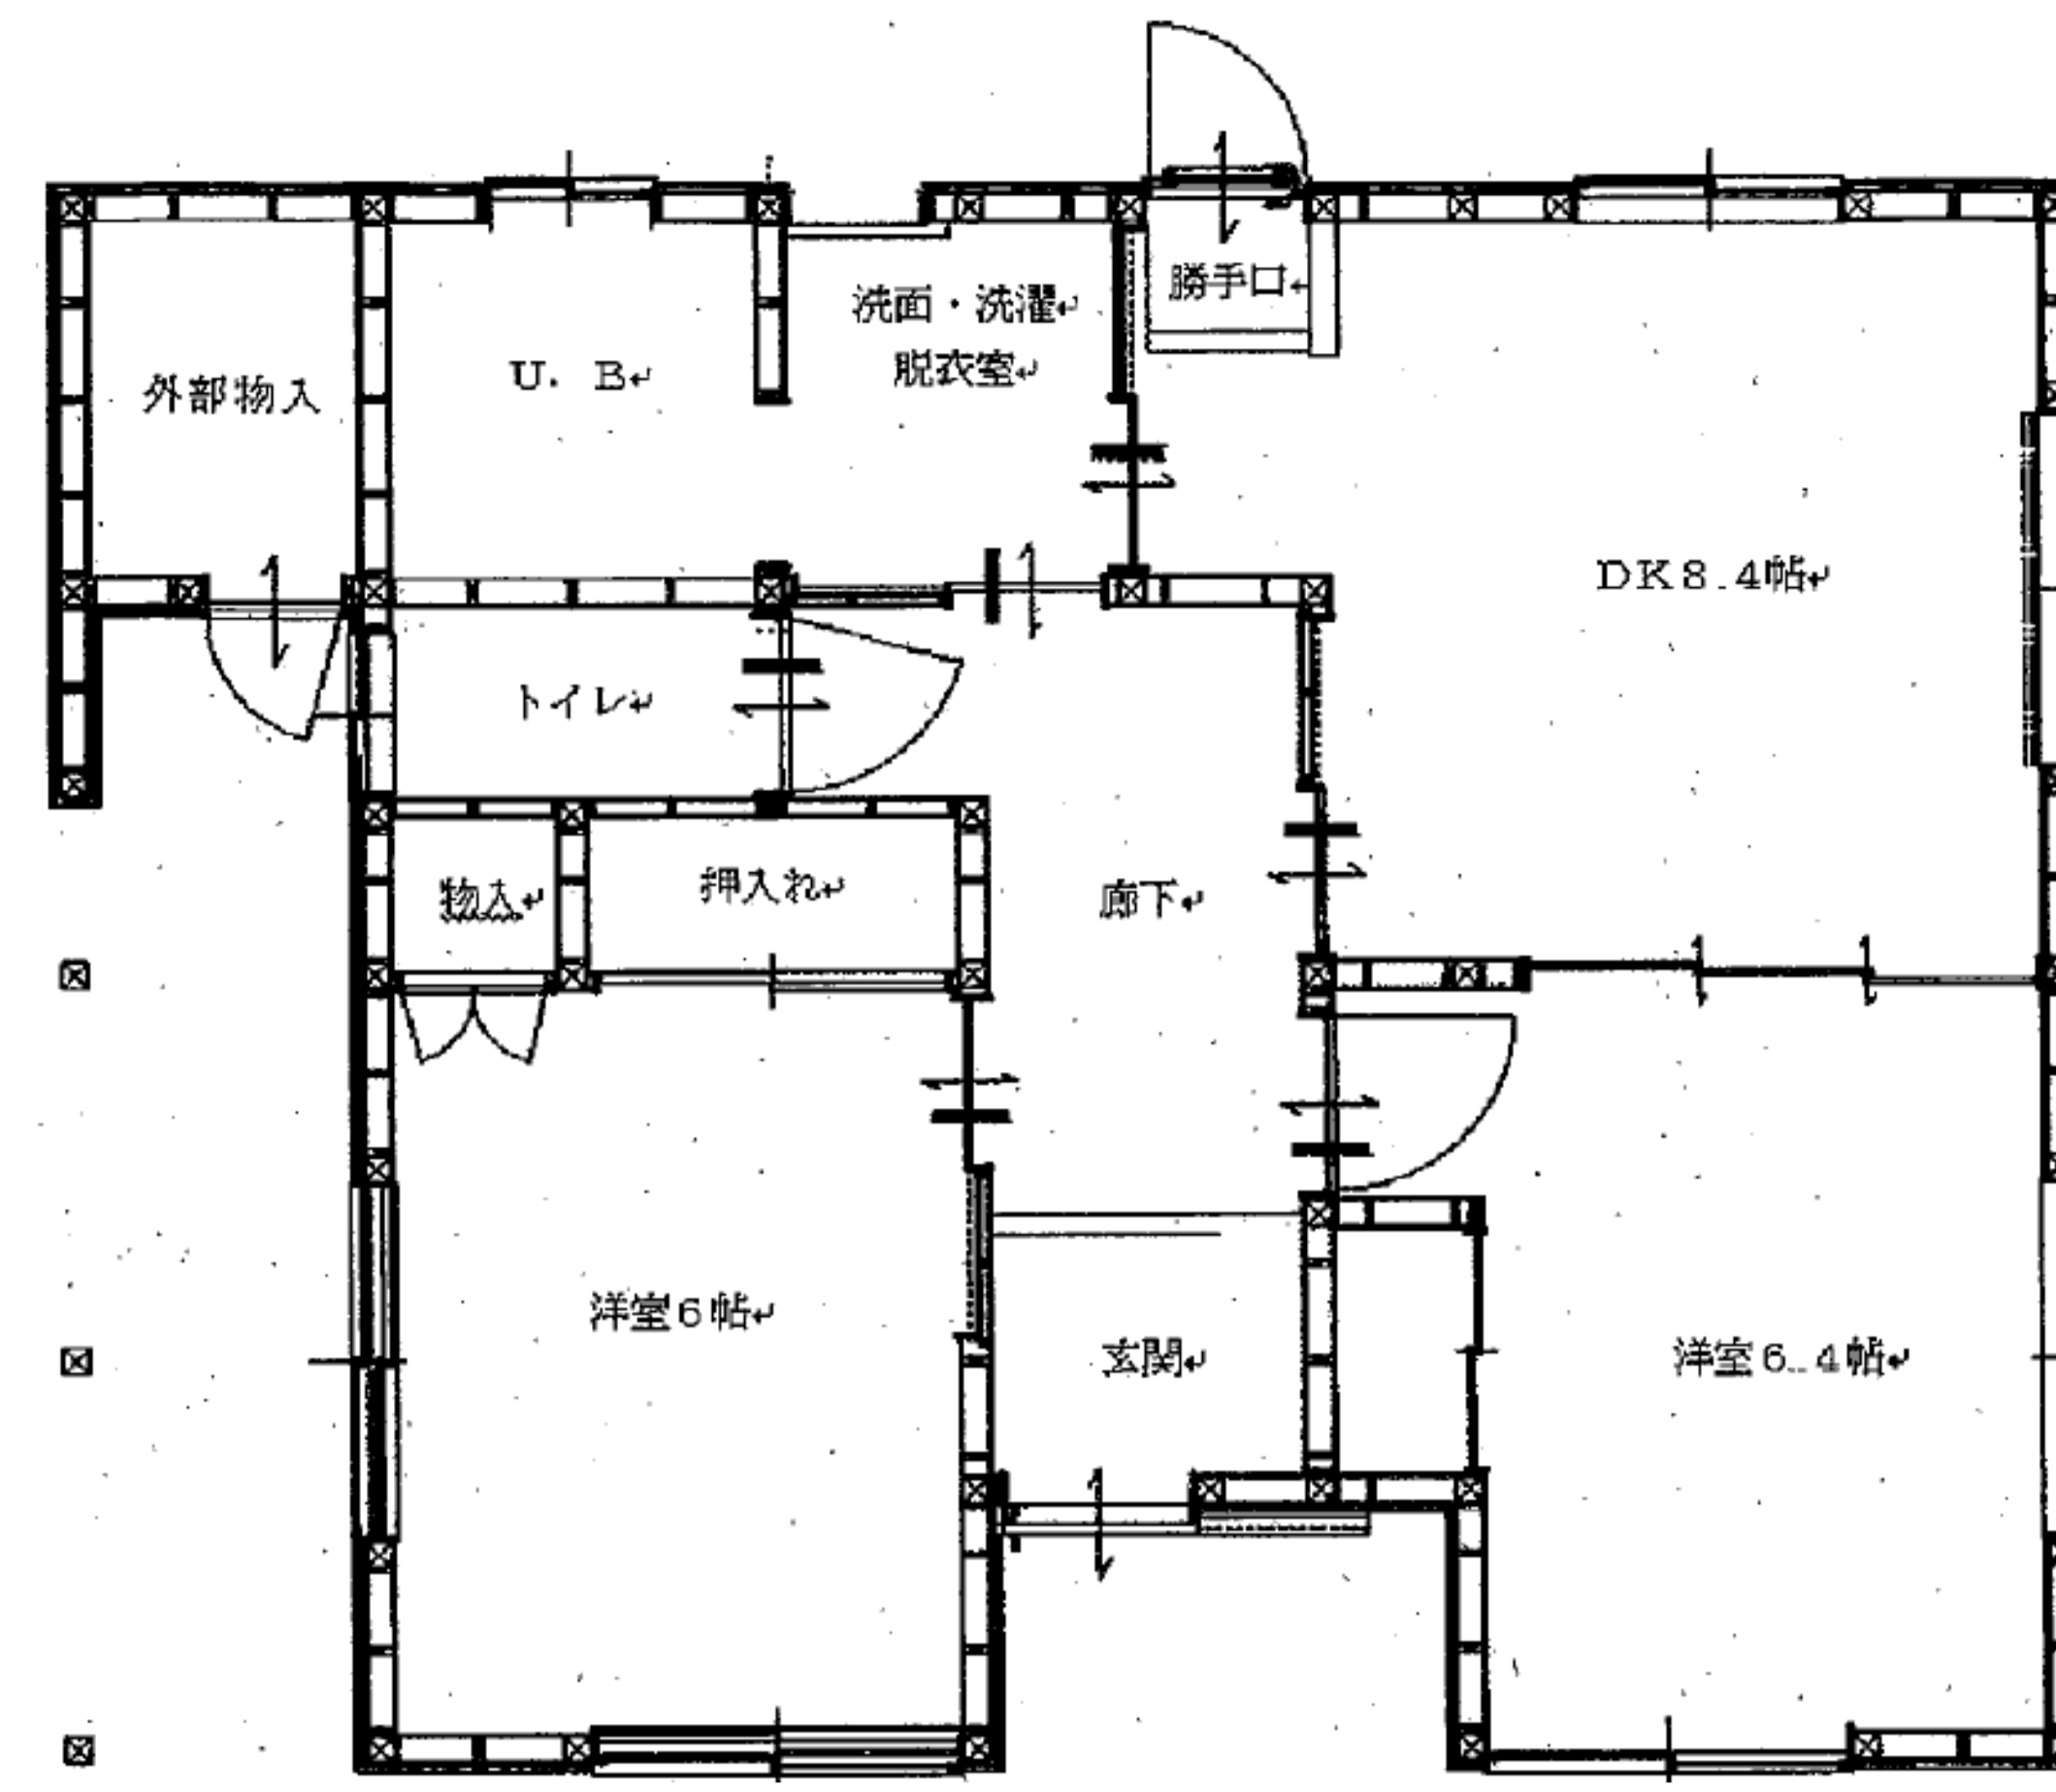 勝手口↵
洗面・洗濯↵
脱衣室↵
U. B↵
外部物入
DK8.4帖↵
トイレ↵
物入↵
押入れ↵
廊下↵
洋室6帖↵
玄関↵
洋室6.4帖↵